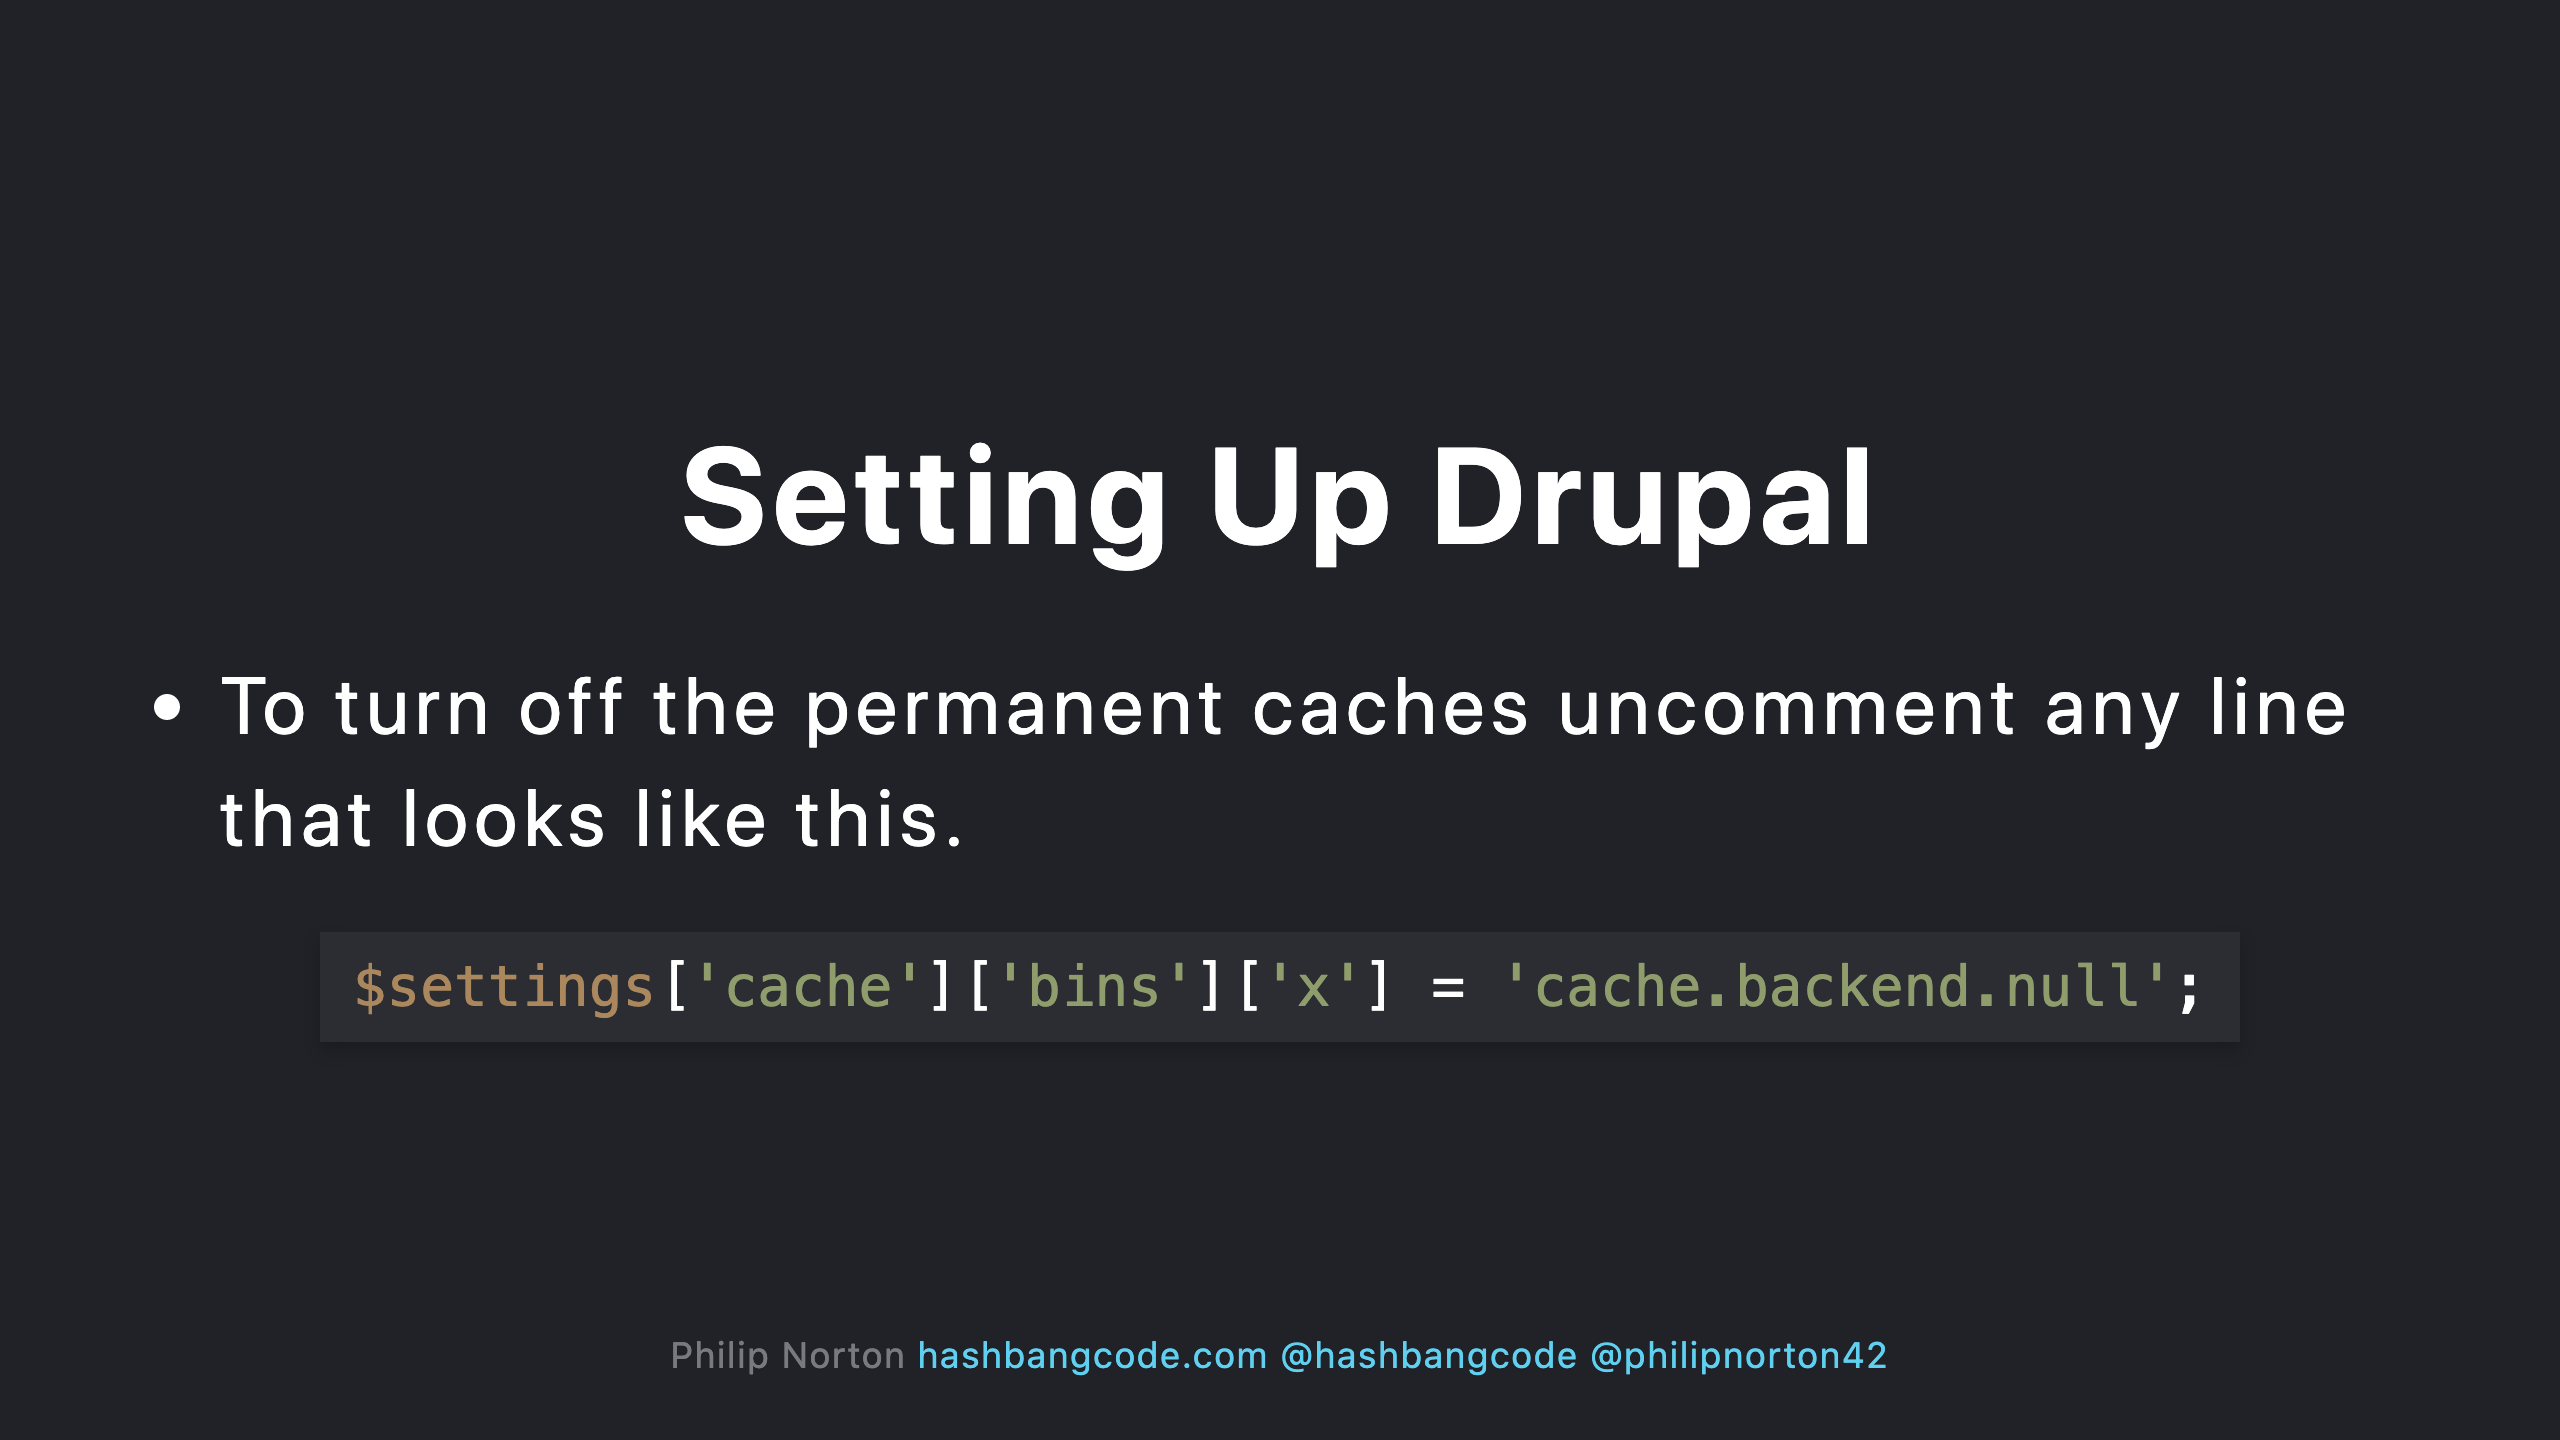 Setting Up Drupal
• To turn off the permanent caches uncomment any line
that looks like this.
$settings['cache']['bins']['x'] = 'cache.backend.null';
Philip Norton hashbangcode.com @hashbangcode @philipnorton42